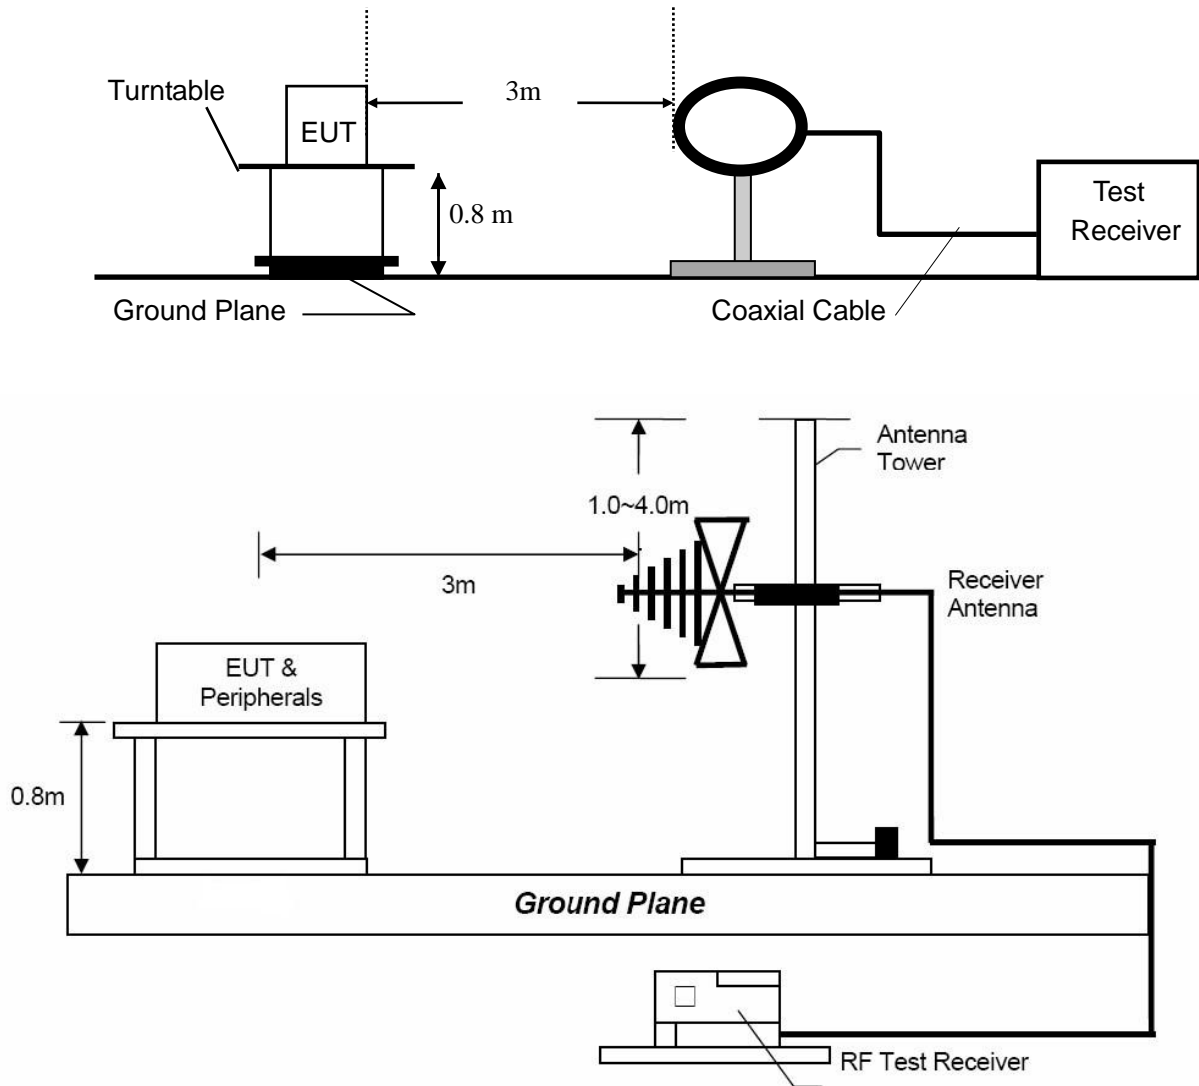 Turntable
3m
EUT
0.8 m
Test
Receiver
Ground Plane
Coaxial Cable
Antenna
Tower
1.0~4.0m
3m
Receiver
Antenna
EUT &
Peripherals
0.8m
Ground Plane
RF Test Receiver